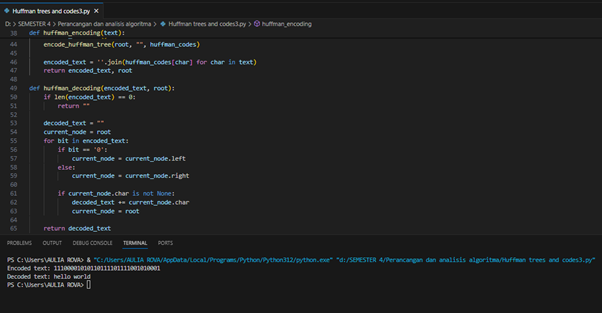 Huffman trees and codes3.py ×
D: > SEMESTER 4 > Perancangan dan analisis algoritma > Huffman trees and codes3.py > huffman_encoding
38 def huffman_encoding(text):
44 encode_huffman_tree(root, "", huffman_codes)
45
46 encoded_text = ''.join(huffman_codes[char] for char in text)
47 return encoded_text, root
48
49 def huffman_decoding(encoded_text, root):
50 if len(encoded_text) == 0:
51 return ""
52
53 decoded_text = ""
54 current_node = root
55 for bit in encoded_text:
56 if bit == '0':
57 current_node = current_node.left
58 else:
59 current_node = current_node.right
60
61 if current_node.char is not None:
62 decoded_text += current_node.char
63 current_node = root
64
65 return decoded_text
PROBLEMS OUTPUT DEBUG CONSOLE TERMINAL PORTS
PS C:\Users\AULIA ROVA> & "C:/Users/AULIA ROVA/AppData/Local/Programs/Python/Python312/python.exe" "d:/SEMESTER 4/Perancangan dan analisis algoritma/Huffman trees and codes3.py"
Encoded text:
Decoded text: hello world
PS C:\Users\AULIA ROVA>